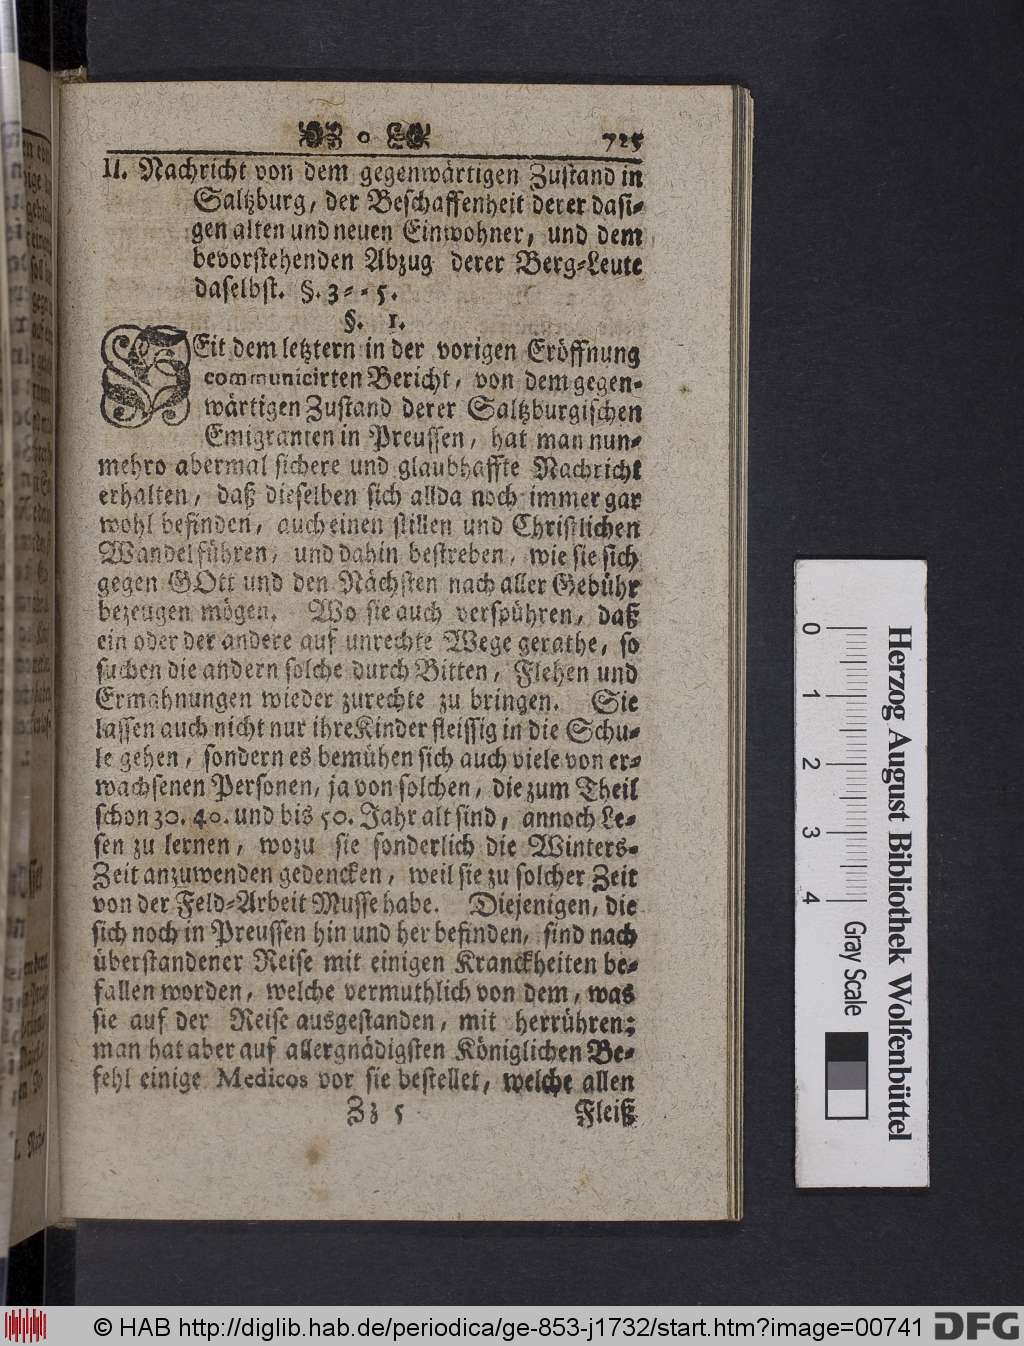 725
II. Nachricht von dem gegenwärtigen Zustand in
Saltzburg, der Beschaffenheit derer dasi-
gen alten und neuen Einwohner, und dem
bevorstehenden Abzug derer Berg-Leute
daselbst. §. 3 - - 5.
§. 1.
SEit dem letztern in der vorigen Eröffnung
communicirten Bericht, von dem gegen-
wärtigen Zustand derer Saltzburgischen
Emigranten in Preussen, hat man nun-
mehro abermal sichere und glaubhaffte Nachricht
erhalten, daß dieselben sich allda noch immer gar
wohl befinden, auch einen stillen und Christlichen
Wandel führen, und dahin bestreben, wie sie sich
gegen GOtt und den Nächsten nach aller Gebühr
bezeugen mögen. Wo sie auch verspühren, daß
ein oder der andere auf unrechte Wege gerathe, so
suchen die andern solche durch Bitten, Flehen und
Ermahnungen wieder zurechte zu bringen. Sie
lassen auch nicht nur ihre Kinder fleissig in die Schu-
le gehen, sondern es bemühen sich auch viele von er-
wachsenen Personen, ja von solchen, die zum Theil
schon 30. 40. und bis 50. Jahr alt sind, annoch Le-
sen zu lernen, wozu sie sonderlich die Winters-
Zeit anzuwenden gedencken, weil sie zu solcher Zeit
von der Feld-Arbeit Musse habe. Diejenigen, die
sich noch in Preussen hin und her befinden, sind nach
überstandener Reise mit einigen Kranckheiten be-
fallen worden, welche vermuthlich von dem, was
sie auf der Reise ausgestanden, mit herrühren;
man hat aber auf allergnädigsten Königlichen Be-
fehl einige Medicos vor sie bestellet, welche allen
Zz 5 Fleiß
0 1 2 3 4
Herzog August Bibliothek Wolfenbüttel
Gray Scale
© HAB http://diglib.hab.de/periodica/ge-853-j1732/start.htm?image=00741
DFG